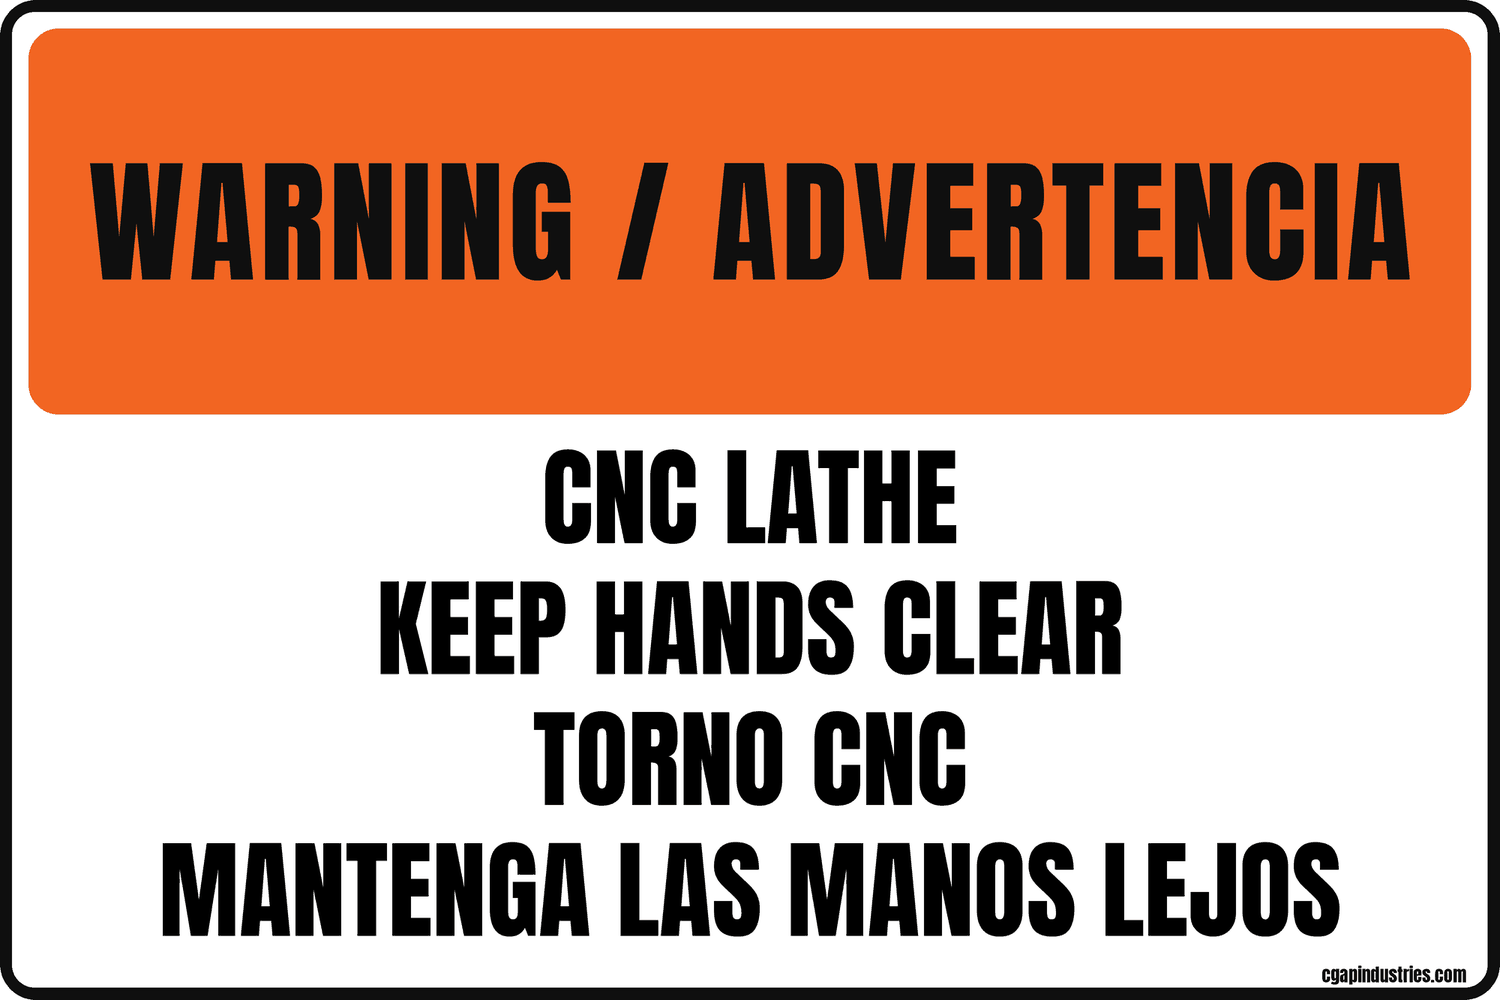 WARNING / ADVERTENCIA
CNC LATHE
KEEP HANDS CLEAR
TORNO CNC
MANTENGA LAS MANOS LEJOS
cgapindustries.com